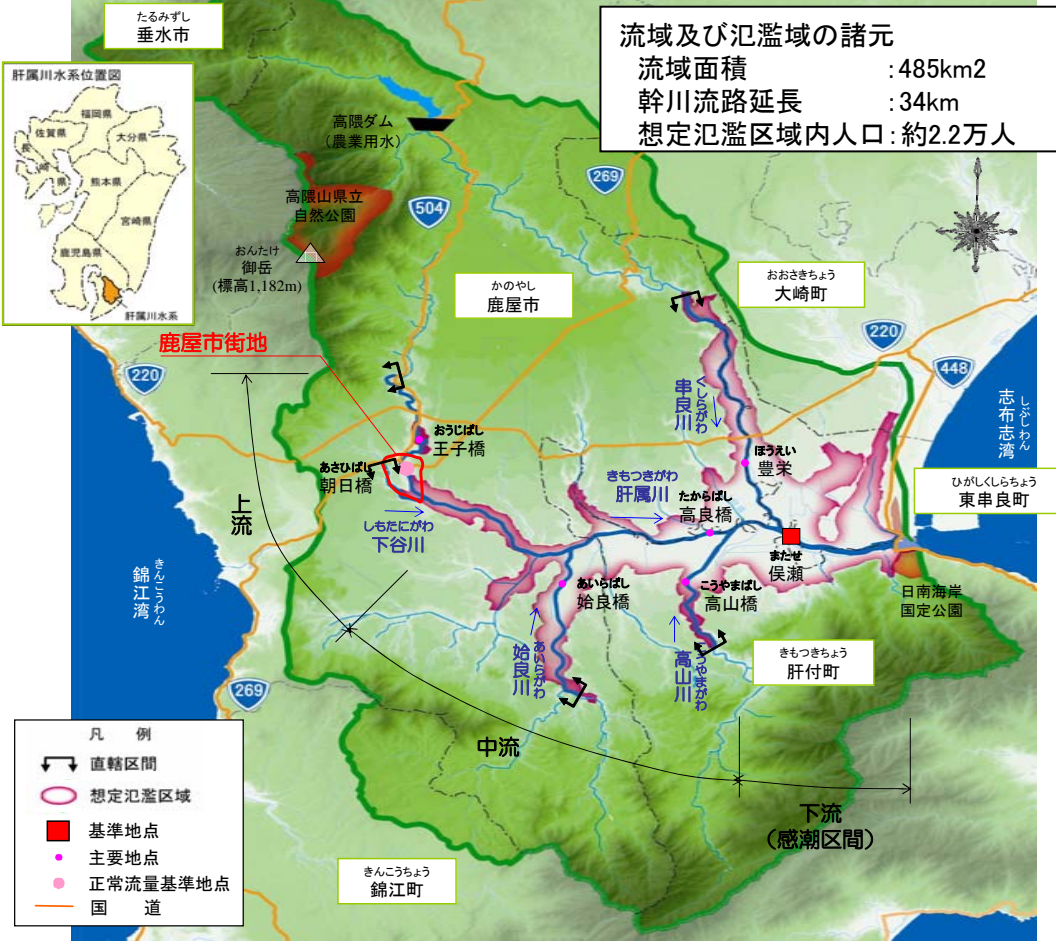 たるみずし
垂水市
流域及び氾濫域の諸元
流域面積 :485km2
幹川流路延長 :34km
想定氾濫区域内人口:約2.2万人
肝属川水系位置図
福岡県
佐賀県
大分県
長
崎
県
熊本県
宮崎県
鹿児島県
肝属川水系
高隈ダム
(農業用水)
269
高隈山県立
自然公園
504
おんたけ
御岳
(標高1,182m)
かのやし
鹿屋市
おおさきちょう
大崎町
220
448
鹿屋市街地
220
志布志湾
しぶしわん
串良川
くしらがわ
おうじばし
王子橋
あさひばし
朝日橋
ほうえい
豊栄
きもつきがわ
肝属川
たからばし
高良橋
ひがしくしらちょう
東串良町
上流
しもたにがわ
下谷川
またせ
俣瀬
錦江湾
きんこうわん
あいらばし
姶良橋
こうやまばし
高山橋
日南海岸
国定公園
姶良川
あいらがわ
高山川
こうやまがわ
きもつきちょう
肝付町
269
中流
下流
(感潮区間)
凡 例
直轄区間
想定氾濫区域
基準地点
主要地点
正常流量基準地点
国 道
きんこうちょう
錦江町